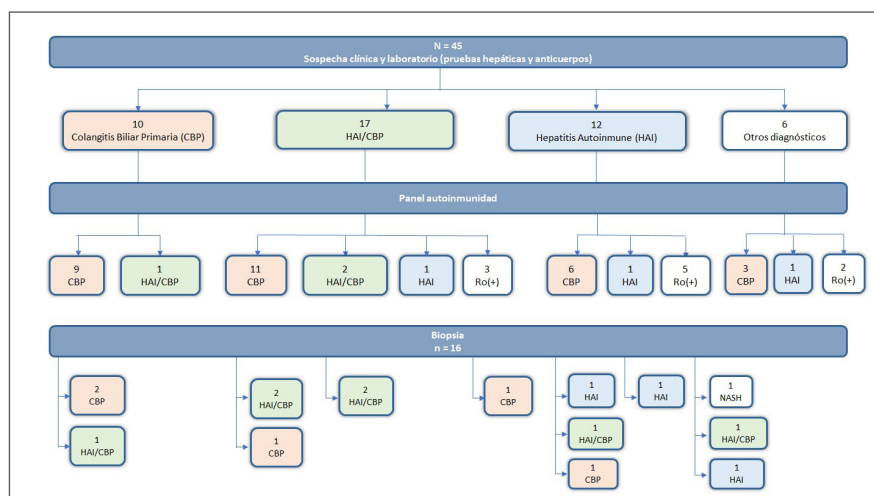 N = 45
Sospecha clínica y laboratorio (pruebas hepáticas y anticuerpos)
10
Colangitis Biliar Primaria (CBP)
17
HAI/CBP
12
Hepatitis Autoinmune (HAI)
6
Otros diagnósticos
Panel autoinmunidad
9
CBP
1
HAI/CBP
11
CBP
2
HAI/CBP
1
HAI
3
Ro(+)
6
CBP
1
HAI
5
Ro(+)
3
CBP
1
HAI
2
Ro(+)
Biopsia
n = 16
2
CBP
1
HAI/CBP
2
HAI/CBP
1
CBP
2
HAI/CBP
1
CBP
1
HAI
1
HAI/CBP
1
CBP
1
HAI
1
NASH
1
HAI/CBP
1
HAI